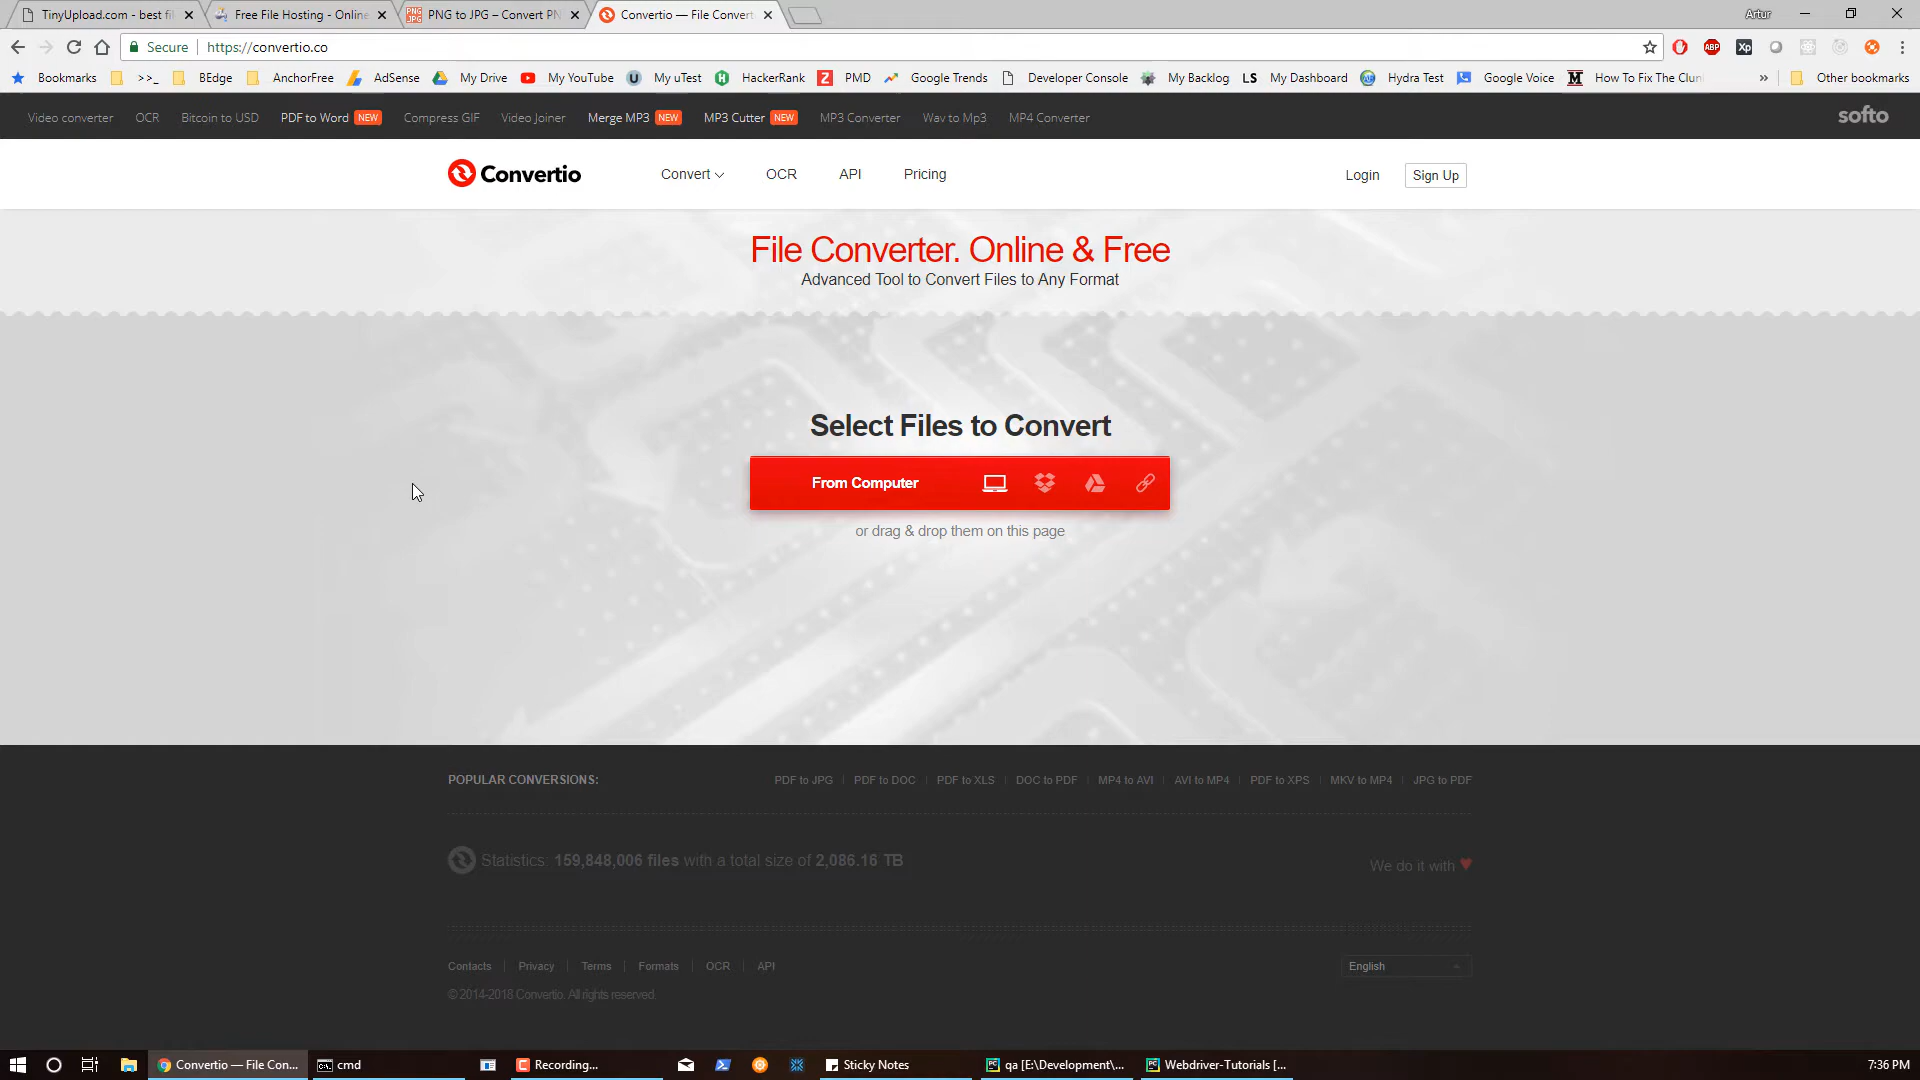 TinyUpload.com - best fi
Free File Hosting - Online
PNG to JPG – Convert PN
Convertio — File Convert
Artur
Secure https://convertio.co
ABP
Xp
Bookmarks
>>_
BEdge
AnchorFree
AdSense
My Drive
My YouTube
My uTest
HackerRank
PMD
Google Trends
Developer Console
My Backlog
LS My Dashboard
Hydra Test
Google Voice
How To Fix The Clun
»
Other bookmarks
Video converter OCR Bitcoin to USD PDF to Word NEW Compress GIF Video Joiner Merge MP3 NEW MP3 Cutter NEW MP3 Converter Wav to Mp3 MP4 Converter
softo
Convertio
Convert OCR API Pricing
Login Sign Up
File Converter. Online & Free
Advanced Tool to Convert Files to Any Format
Select Files to Convert
From Computer
or drag & drop them on this page
POPULAR CONVERSIONS: PDF to JPG PDF to DOC PDF to XLS DOC to PDF MP4 to AVI AVI to MP4 PDF to XPS MKV to MP4 JPG to PDF
Statistics: 159,848,006 files with a total size of 2,086.16 TB
We do it with ♥
Contacts Privacy Terms Formats OCR API
English
© 2014-2018 Convertio. All rights reserved.
Convertio — File Con...
cmd
Recording...
Sticky Notes
qa [E:\Development\...
Webdriver-Tutorials [...
7:36 PM